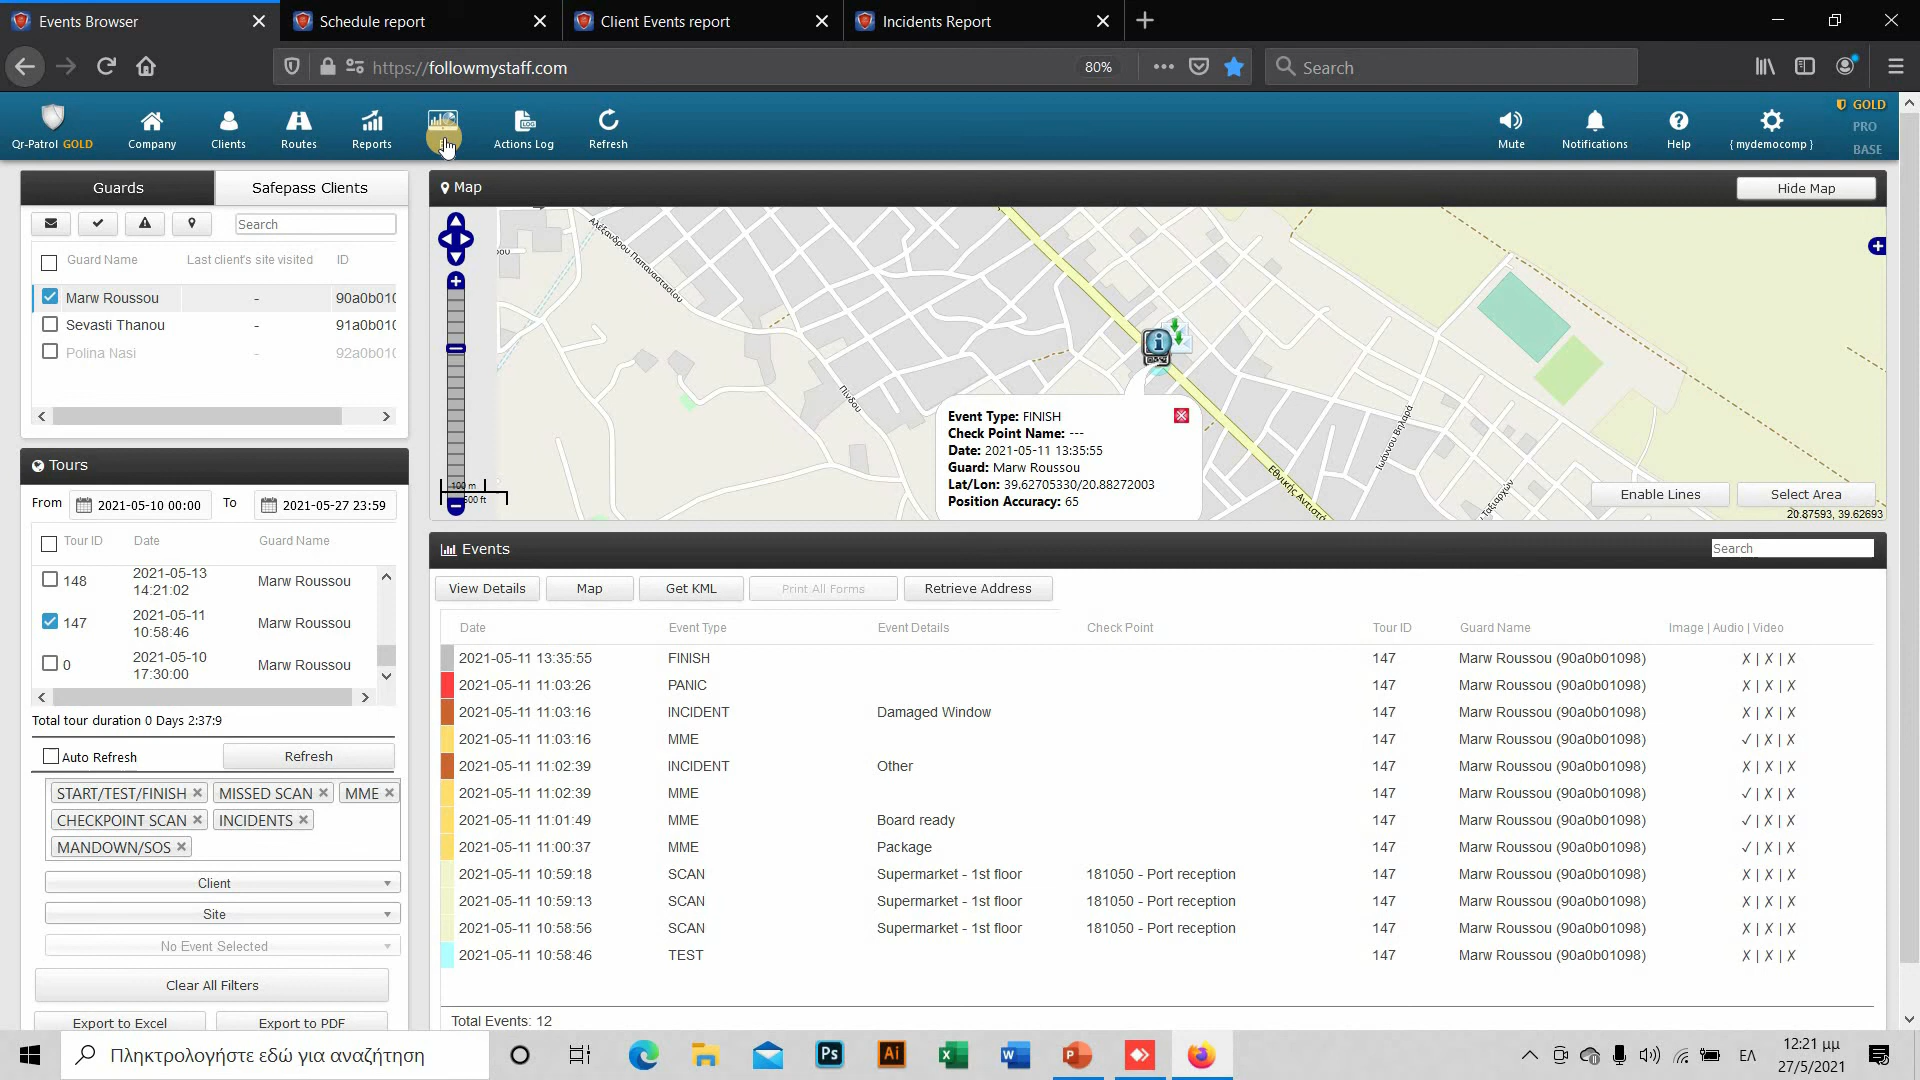 Events Browser
Schedule report
Client Events report
Incidents Report
https://followmystaff.com
80%
Search
Qr-Patrol GOLD
Company
Clients
Routes
Reports
Actions Log
Refresh
Mute
Notifications
Help
{ mydemocomp }
GOLD
PRO
BASE
Guards
Safepass Clients
Search
Guard Name Last client's site visited ID
Marw Roussou - 90a0b010
Sevasti Thanou - 91a0b010
Polina Nasi - 92a0b010
Tours
From 2021-05-10 00:00 To 2021-05-27 23:59
Tour ID Date Guard Name
148 2021-05-13 14:21:02 Marw Roussou
147 2021-05-11 10:58:46 Marw Roussou
0 2021-05-10 17:30:00 Marw Roussou
Total tour duration 0 Days 2:37:9
Auto Refresh
Refresh
START/TEST/FINISH MISSED SCAN MME
CHECKPOINT SCAN INCIDENTS
MANDOWN/SOS
Client
Site
No Event Selected
Clear All Filters
Export to Excel
Export to PDF
Map
Hide Map
Αλεξάνδρου Παπαναστασίου
Πίνδου
Εθνικής Αντιστά
Ιωάννου Βηλαρά
100 m
500 ft
Event Type: FINISH
Check Point Name: ---
Date: 2021-05-11 13:35:55
Guard: Marw Roussou
Lat/Lon: 39.62705330/20.88272003
Position Accuracy: 65
Enable Lines
Select Area
20.87593, 39.62693
Events
Search
View Details
Map
Get KML
Print All Forms
Retrieve Address
Date Event Type Event Details Check Point Tour ID Guard Name Image | Audio | Video
2021-05-11 13:35:55 FINISH 147 Marw Roussou (90a0b01098) ✗ | ✗ | ✗
2021-05-11 11:03:26 PANIC 147 Marw Roussou (90a0b01098) ✗ | ✗ | ✗
2021-05-11 11:03:16 INCIDENT Damaged Window 147 Marw Roussou (90a0b01098) ✗ | ✗ | ✗
2021-05-11 11:03:16 MME 147 Marw Roussou (90a0b01098) ✓ | ✗ | ✗
2021-05-11 11:02:39 INCIDENT Other 147 Marw Roussou (90a0b01098) ✗ | ✗ | ✗
2021-05-11 11:02:39 MME 147 Marw Roussou (90a0b01098) ✓ | ✗ | ✗
2021-05-11 11:01:49 MME Board ready 147 Marw Roussou (90a0b01098) ✓ | ✗ | ✗
2021-05-11 11:00:37 MME Package 147 Marw Roussou (90a0b01098) ✓ | ✗ | ✗
2021-05-11 10:59:18 SCAN Supermarket - 1st floor 181050 - Port reception 147 Marw Roussou (90a0b01098) ✗ | ✗ | ✗
2021-05-11 10:59:13 SCAN Supermarket - 1st floor 181050 - Port reception 147 Marw Roussou (90a0b01098) ✗ | ✗ | ✗
2021-05-11 10:58:56 SCAN Supermarket - 1st floor 181050 - Port reception 147 Marw Roussou (90a0b01098) ✗ | ✗ | ✗
2021-05-11 10:58:46 TEST 147 Marw Roussou (90a0b01098) ✗ | ✗ | ✗
Total Events: 12
Πληκτρολογήστε εδώ για αναζήτηση
Ps
Ai
ΕΛ
12:21 μμ
27/5/2021